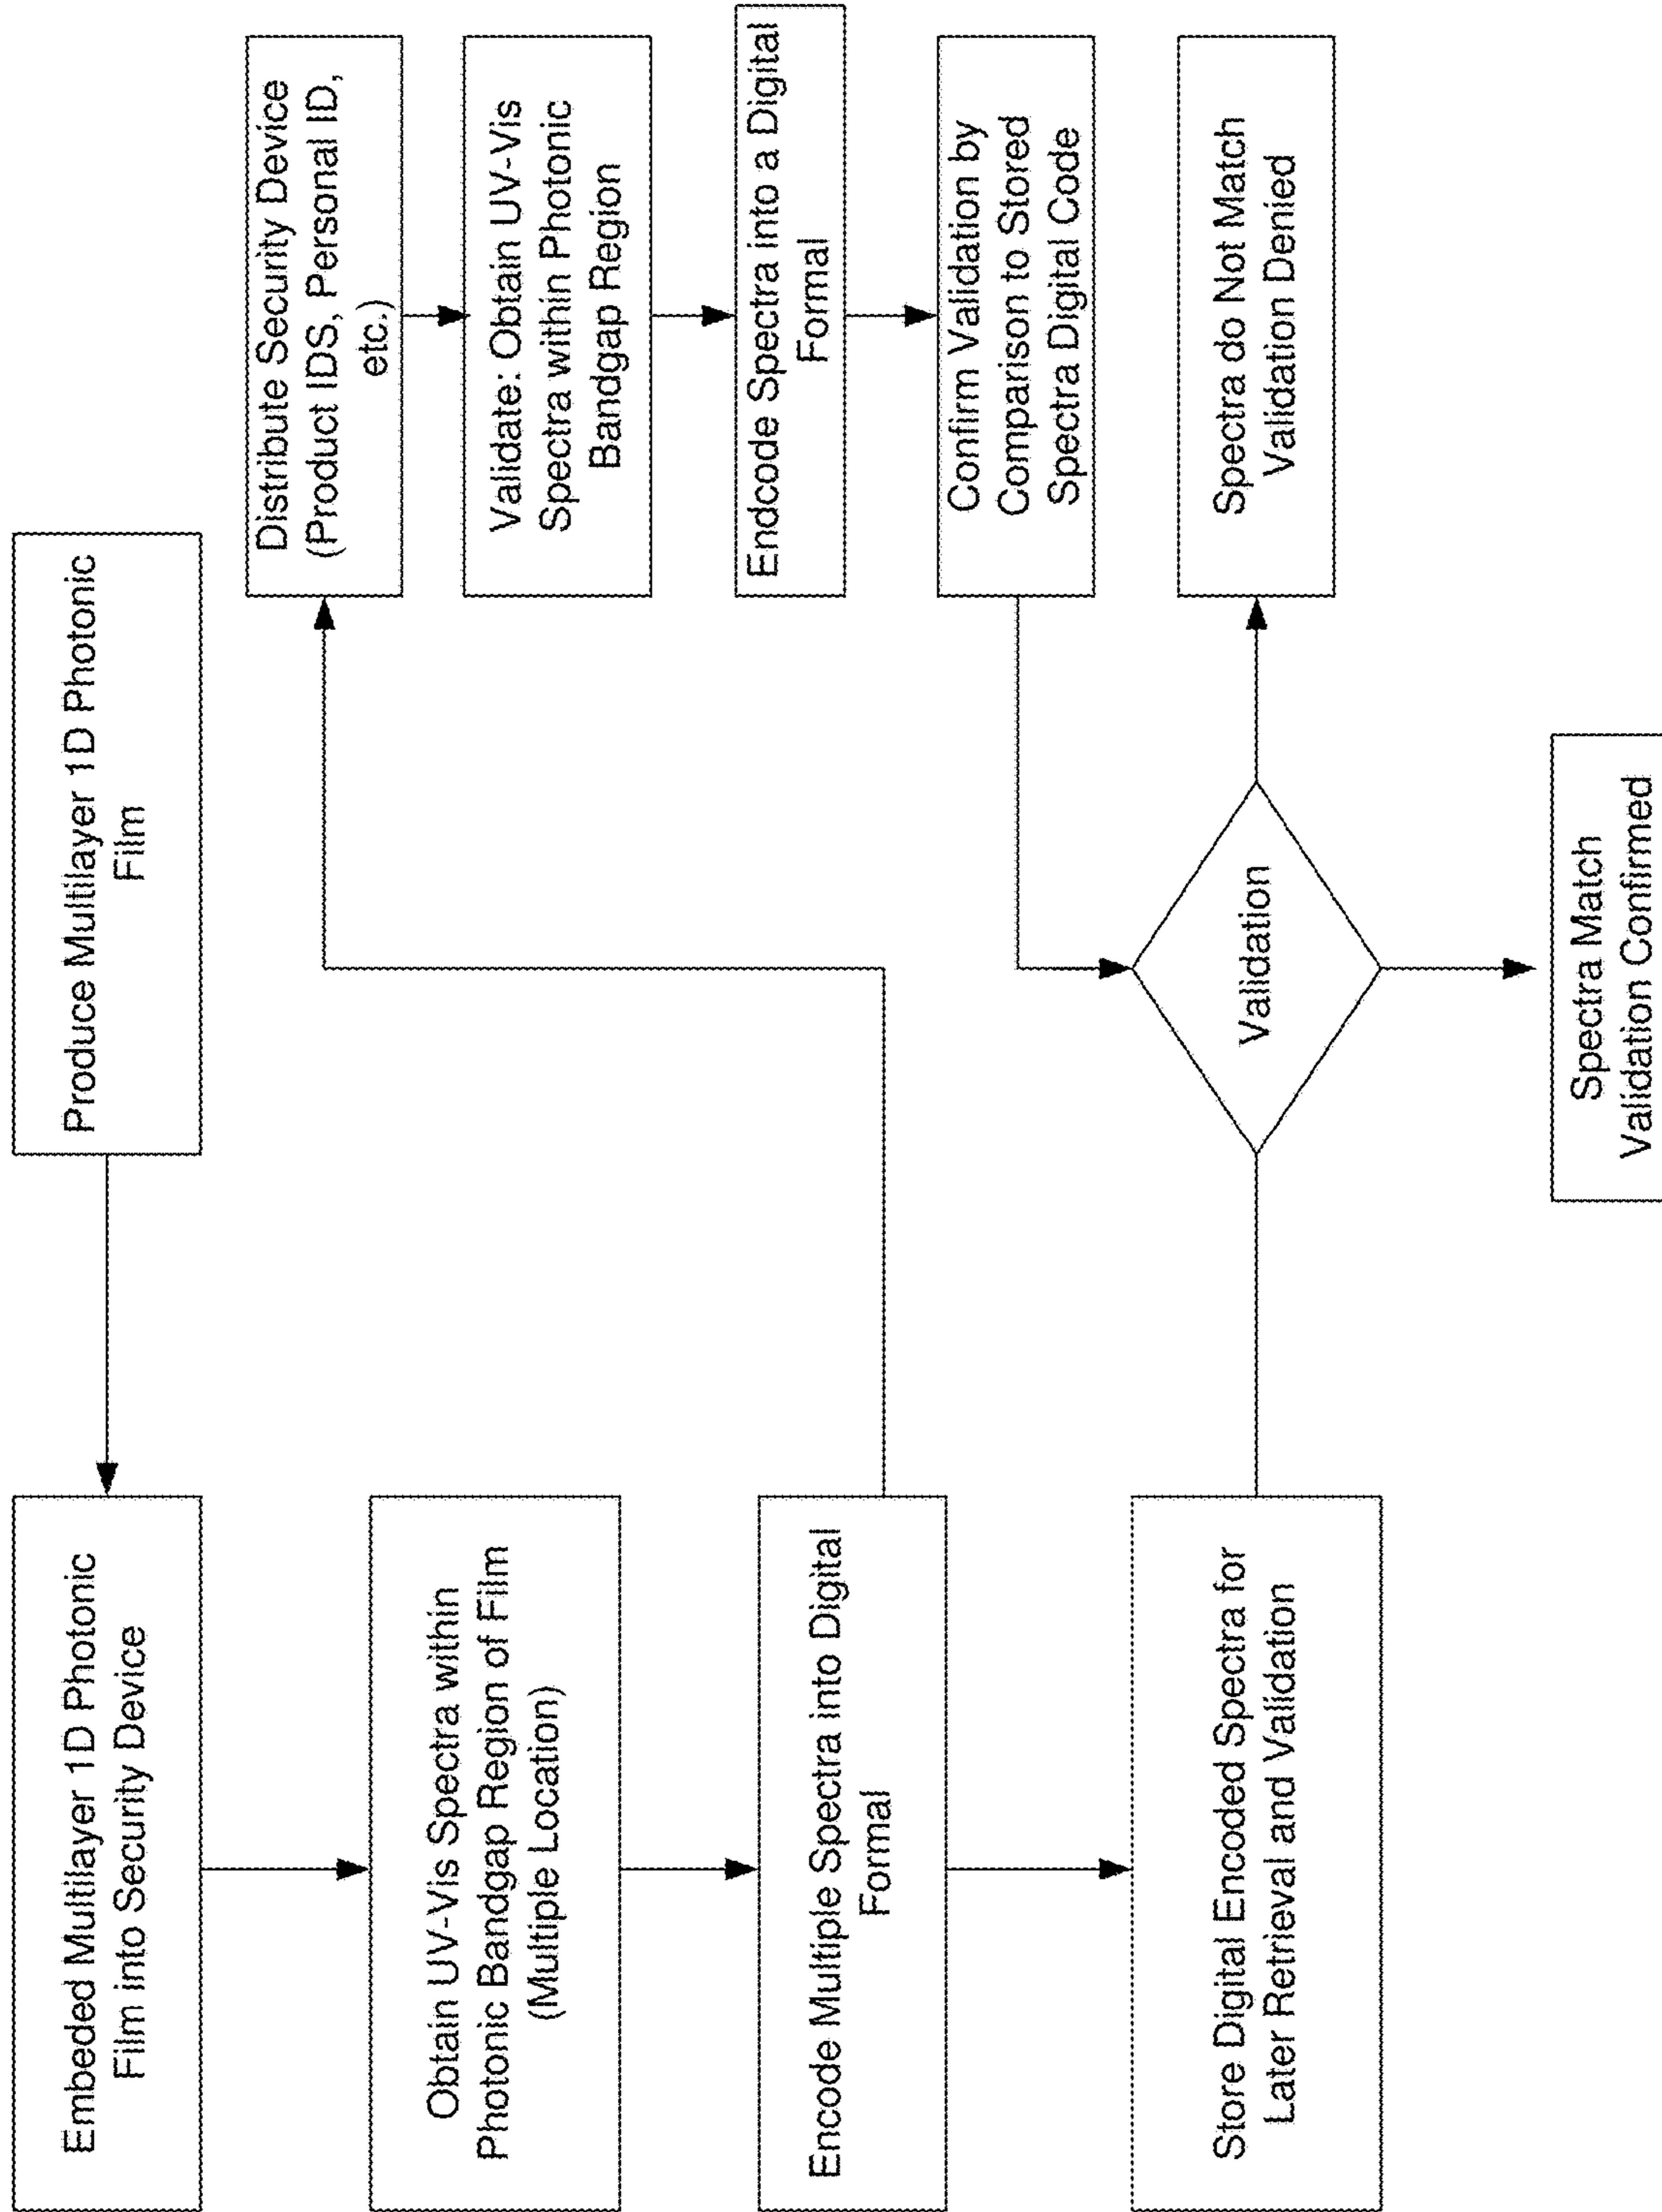 Produce Multilayer 1D Photonic
Film
Embeded Multilayer 1D Photonic
Film into Security Device
Obtain UV-Vis Spectra within
Photonic Bandgap Region of Film
(Multiple Location)
Encode Multiple Spectra into Digital
Formal
Store Digital Encoded Spectra for
Later Retrieval and Validation
Distribute Security Device
(Product IDS, Personal ID,
etc.)
Validate: Obtain UV-Vis
Spectra within Photonic
Bandgap Region
Endcode Spectra into a Digital
Formal
Confirm Validation by
Comparison to Stored
Spectra Digital Code
Validation
Spectra do Not Match
Validation Denied
Spectra Match
Validation Confirmed